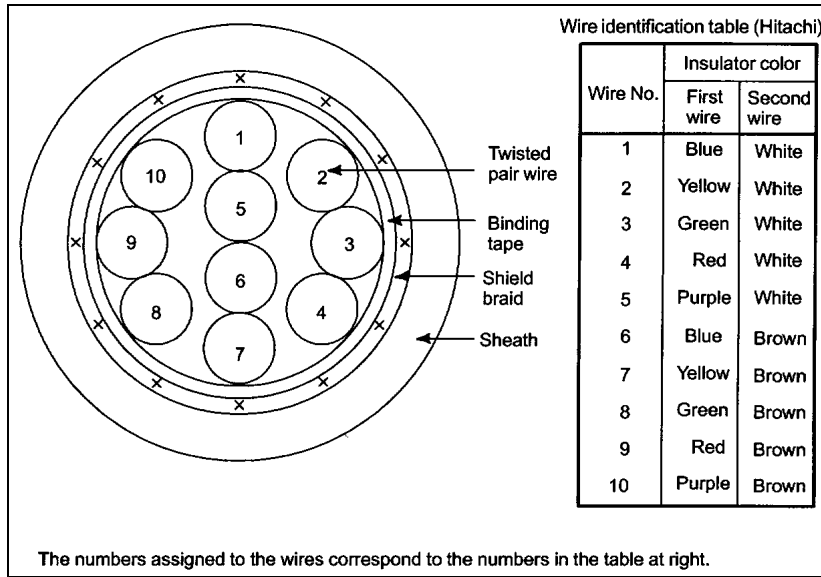 Wire identification table (Hitachi)
Wire No.
Insulator color
First wire
Second wire
1 Blue White
2 Yellow White
3 Green White
4 Red White
5 Purple White
6 Blue Brown
7 Yellow Brown
8 Green Brown
9 Red Brown
10 Purple Brown
1
2
3
4
5
6
7
8
9
10
Twisted
pair wire
Binding
tape
Shield
braid
Sheath
The numbers assigned to the wires correspond to the numbers in the table at right.